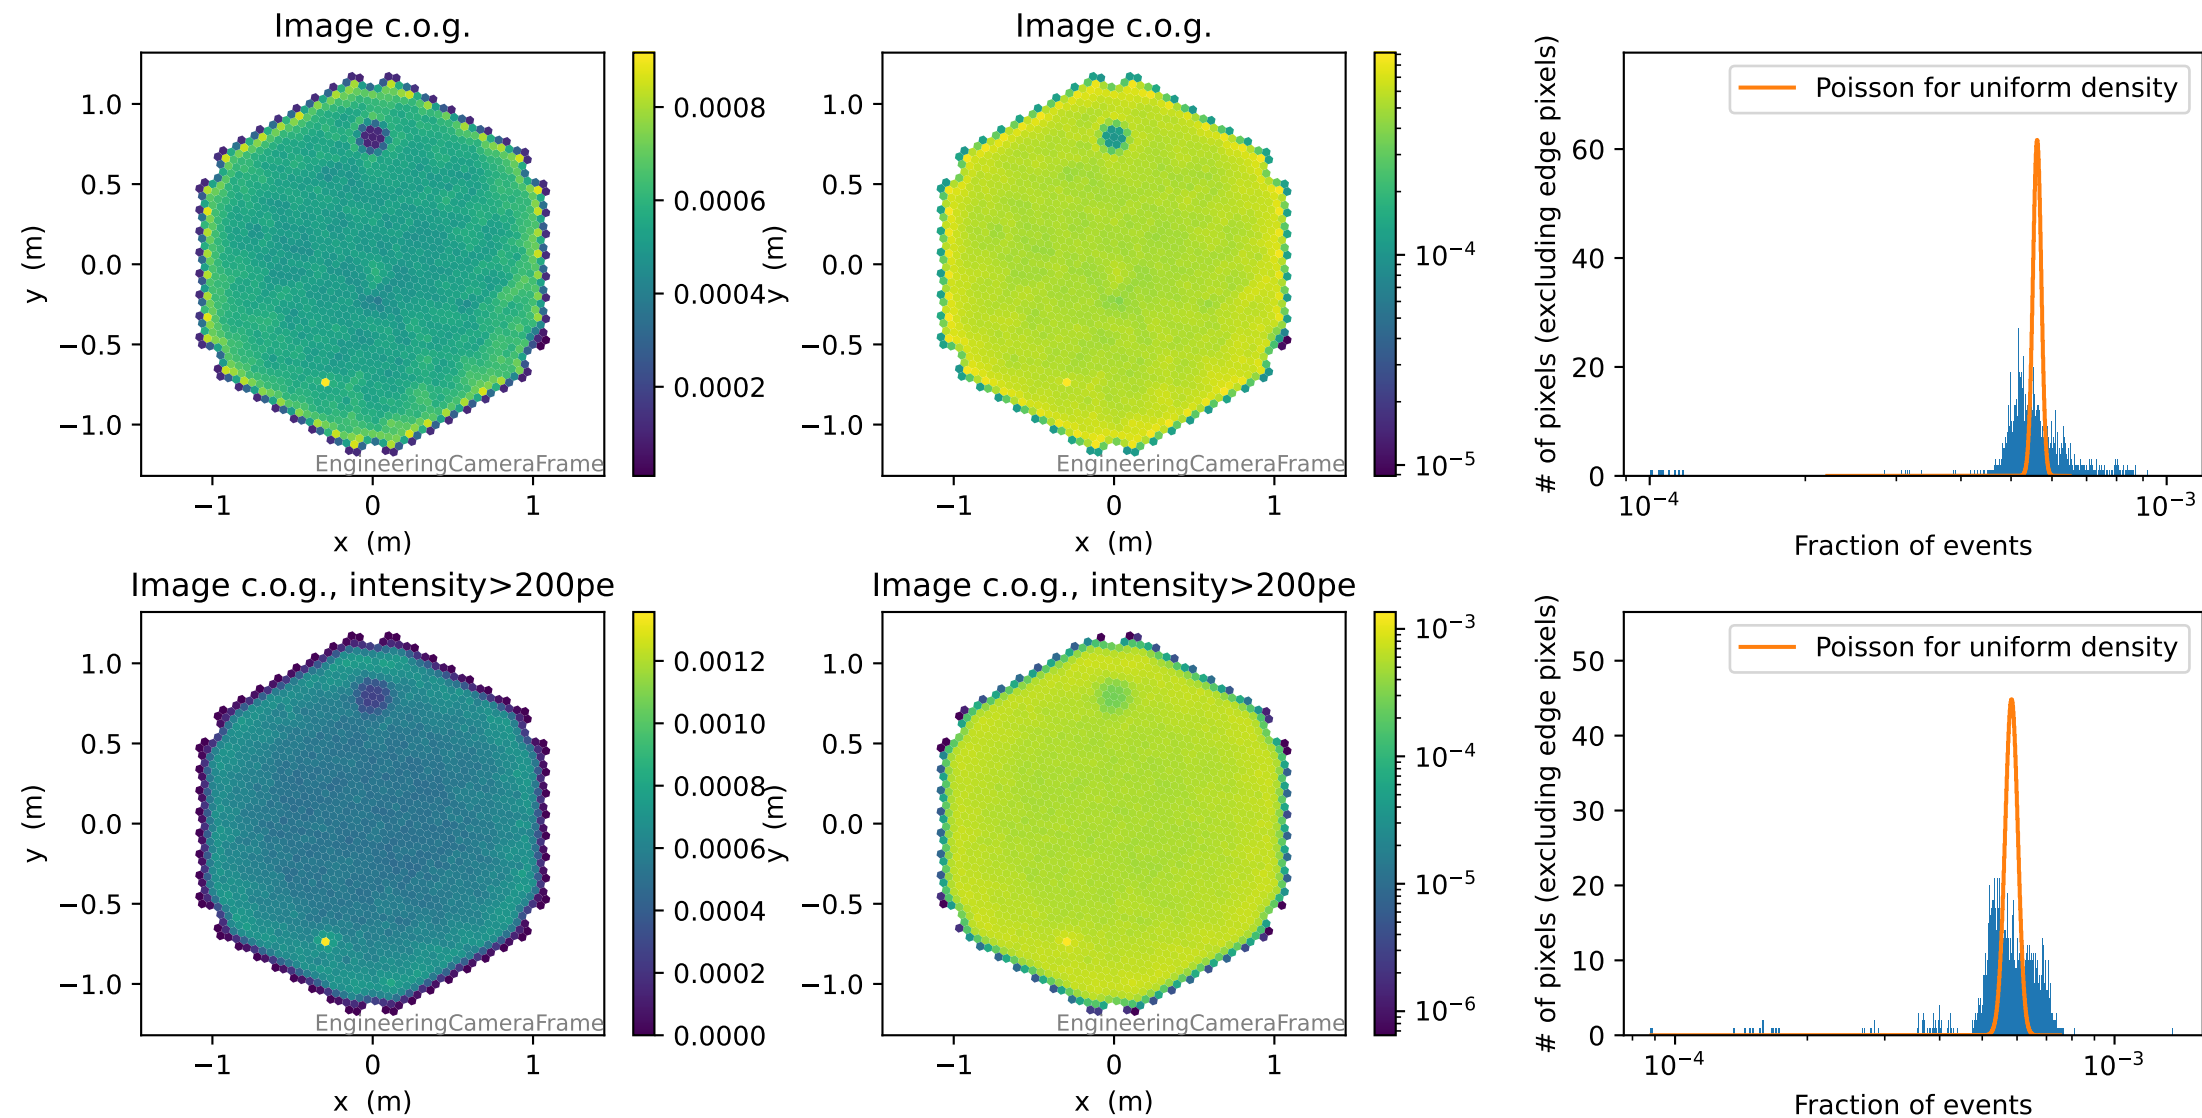 Image c.o.g.
1.0
0.5
0.0
−0.5
−1.0
y (m)
−1
0
1
x (m)
EngineeringCameraFrame
0.0008
0.0006
0.0004
0.0002
Image c.o.g.
1.0
0.5
0.0
−0.5
−1.0
y (m)
−1
0
1
x (m)
EngineeringCameraFrame
10⁻⁴
10⁻⁵
Poisson for uniform density
# of pixels (excluding edge pixels)
60
40
20
0
10⁻⁴
10⁻³
Fraction of events
Image c.o.g., intensity>200pe
1.0
0.5
0.0
−0.5
−1.0
y (m)
−1
0
1
x (m)
EngineeringCameraFrame
0.0012
0.0010
0.0008
0.0006
0.0004
0.0002
0.0000
Image c.o.g., intensity>200pe
1.0
0.5
0.0
−0.5
−1.0
y (m)
−1
0
1
x (m)
EngineeringCameraFrame
10⁻³
10⁻⁴
10⁻⁵
10⁻⁶
Poisson for uniform density
# of pixels (excluding edge pixels)
50
40
30
20
10
0
10⁻⁴
10⁻³
Fraction of events